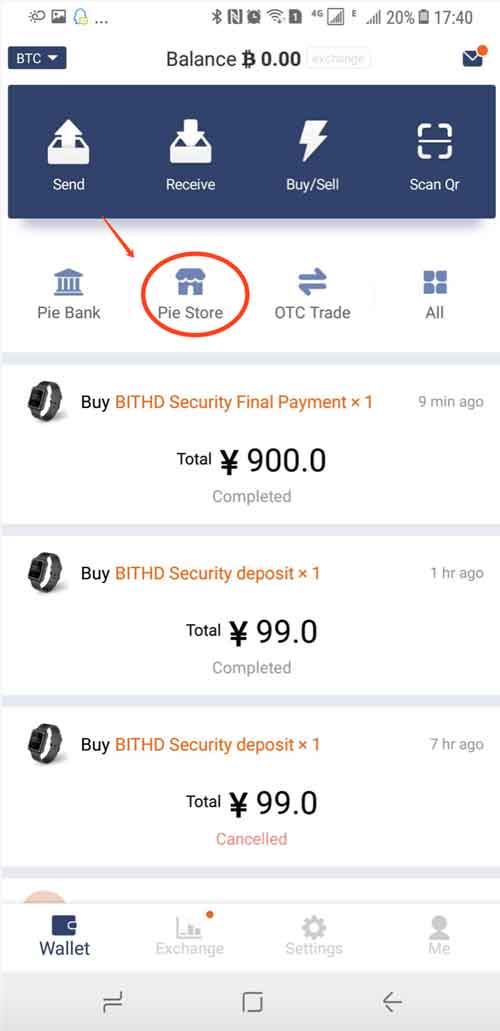 ... 4G E 20% 17:40
BTC Balance ₿ 0.00 exchange
Send Receive Buy/Sell Scan Qr
Pie Bank Pie Store OTC Trade All
Buy BITHD Security Final Payment × 1 9 min ago
Total ¥ 900.0
Completed
Buy BITHD Security deposit × 1 1 hr ago
Total ¥ 99.0
Completed
Buy BITHD Security deposit × 1 7 hr ago
Total ¥ 99.0
Cancelled
Wallet Exchange Settings Me